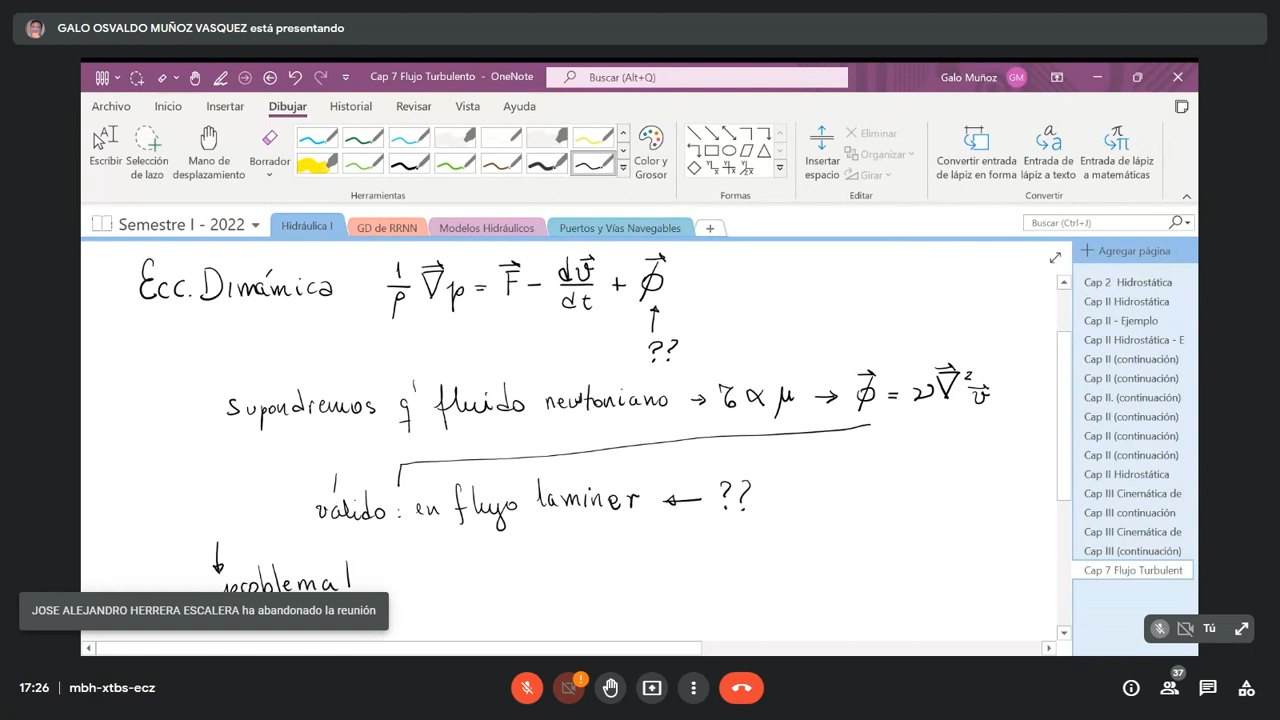 GALO OSVALDO MUÑOZ VASQUEZ está presentando
Cap 7 Flujo Turbulento - OneNote
Buscar (Alt+Q)
Galo Muñoz GM
Archivo Inicio Insertar Dibujar Historial Revisar Vista Ayuda
Escribir Selección de lazo Mano de desplazamiento Borrador
Color y Grosor
Insertar espacio
Eliminar
Organizar
Girar
Convertir entrada de lápiz en forma
Entrada de lápiz a texto
Entrada de lápiz a matemáticas
Herramientas Formas Editar Convertir
Semestre I - 2022 Hidráulica I GD de RRNN Modelos Hidráulicos Puertos y Vías Navegables + Buscar (Ctrl+J)
Ecc. Dinámica 1/ρ ∇⃗p = F⃗ - dv⃗/dt + ϕ⃗
??
supondremos q' fluido newtoniano → τ ∝ μ → ϕ⃗ = ν∇⃗²v⃗
válido: en flujo laminar ← ??
problema
Agregar página
Cap 2 Hidrostática
Cap II Hidrostática
Cap II - Ejemplo
Cap II Hidrostática - E
Cap II (continuación)
Cap II (continuación)
Cap II. (continuación)
Cap II (continuación)
Cap II (continuación)
Cap II (continuación)
Cap II Hidrostática
Cap III Cinemática de
Cap III continuación
Cap III Cinemática de
Cap III (continuación)
Cap 7 Flujo Turbulent
JOSE ALEJANDRO HERRERA ESCALERA ha abandonado la reunión
Tú
17:26 mbh-xtbs-ecz
37